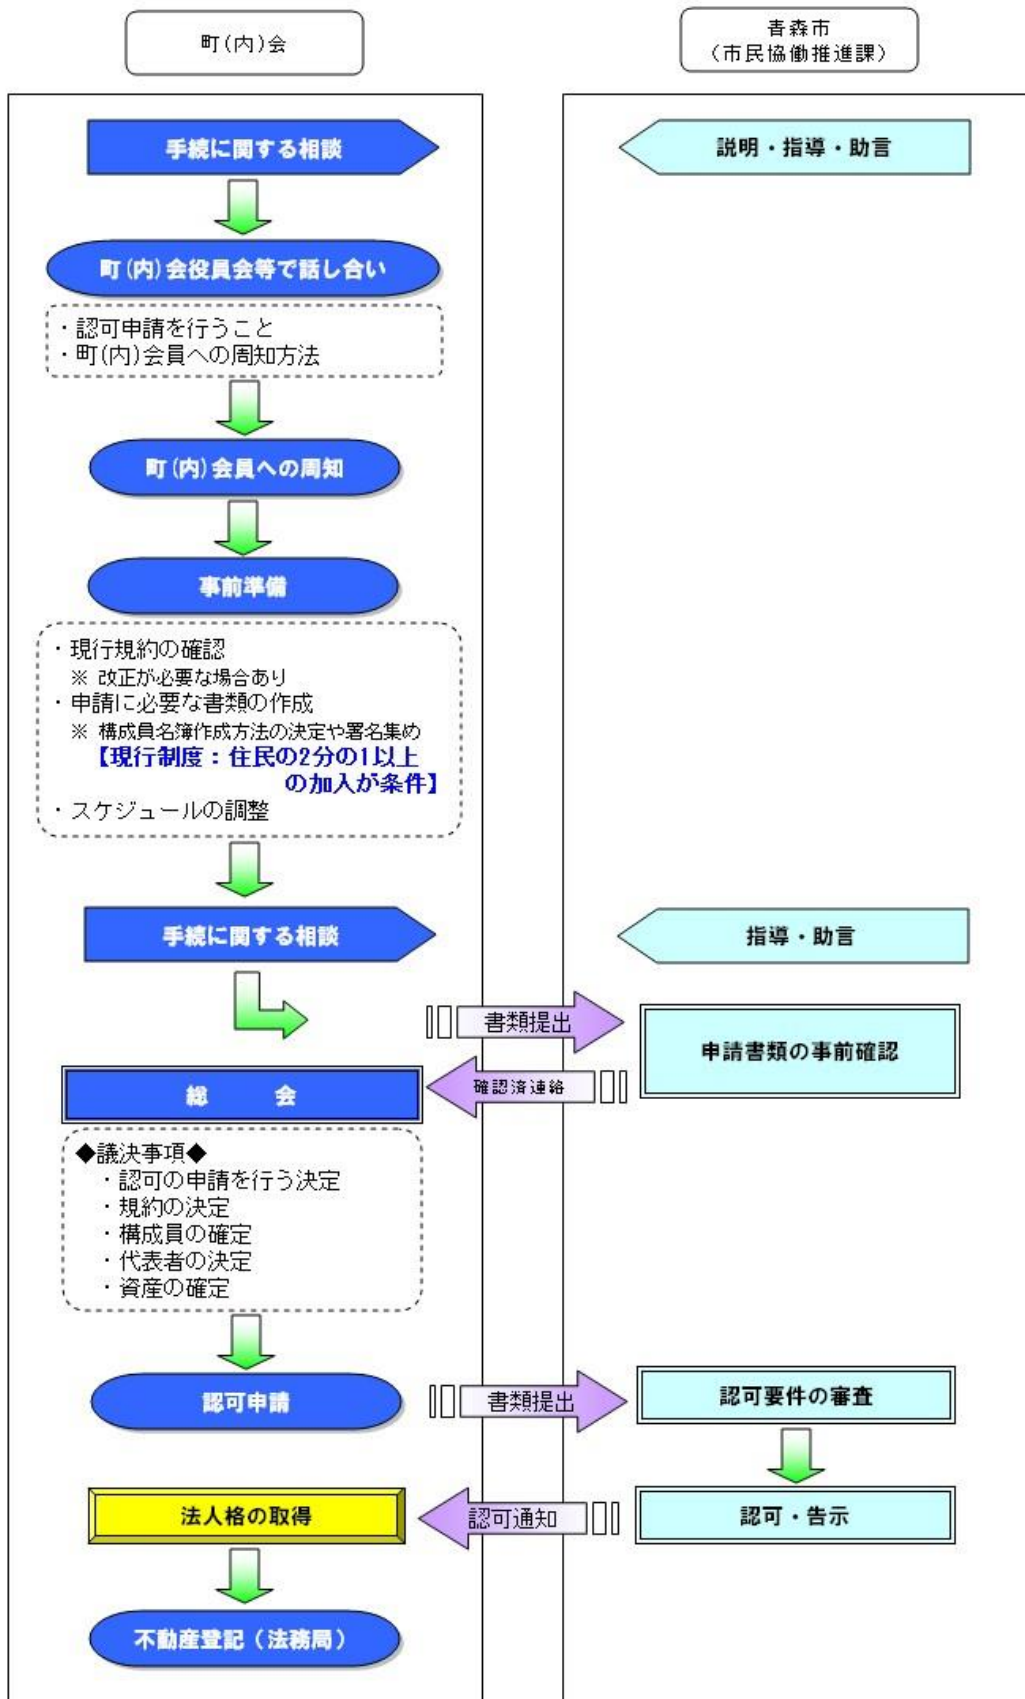 町(内)会
青森市
(市民協働推進課)
手続に関する相談
説明・指導・助言
町(内)会役員会等で話し合い
・認可申請を行うこと
・町(内)会員への周知方法
町(内)会員への周知
事前準備
・現行規約の確認
※ 改正が必要な場合あり
・申請に必要な書類の作成
※ 構成員名簿作成方法の決定や署名集め
【現行制度：住民の2分の1以上
の加入が条件】
・スケジュールの調整
手続に関する相談
指導・助言
書類提出
申請書類の事前確認
確認済連絡
総 会
◆議決事項◆
・認可の申請を行う決定
・規約の決定
・構成員の確定
・代表者の決定
・資産の確定
認可申請
書類提出
認可要件の審査
法人格の取得
認可通知
認可・告示
不動産登記(法務局)